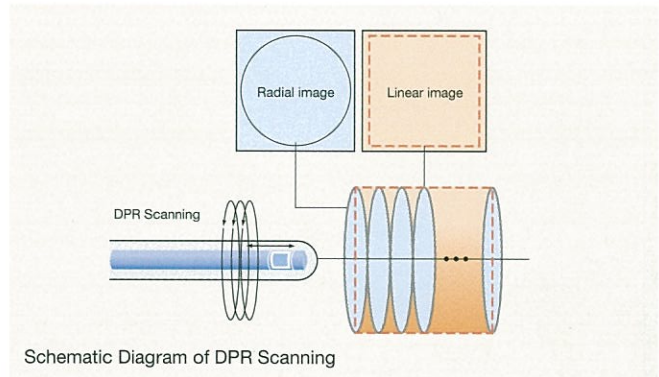 Radial image
Linear image
DPR Scanning
Schematic Diagram of DPR Scanning